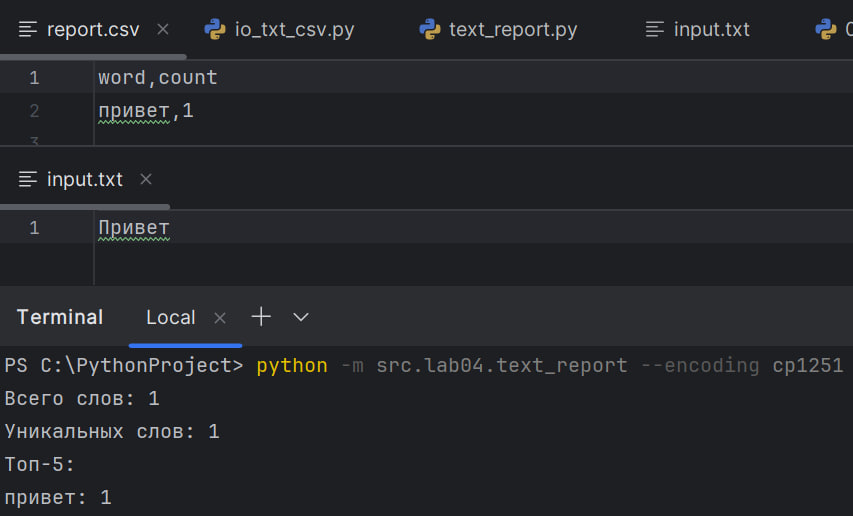 report.csv io_txt_csv.py text_report.py input.txt
1 word,count
2 привет,1
3
input.txt
1 Привет
Terminal Local
PS C:\PythonProject> python -m src.lab04.text_report --encoding cp1251
Всего слов: 1
Уникальных слов: 1
Топ-5:
привет: 1